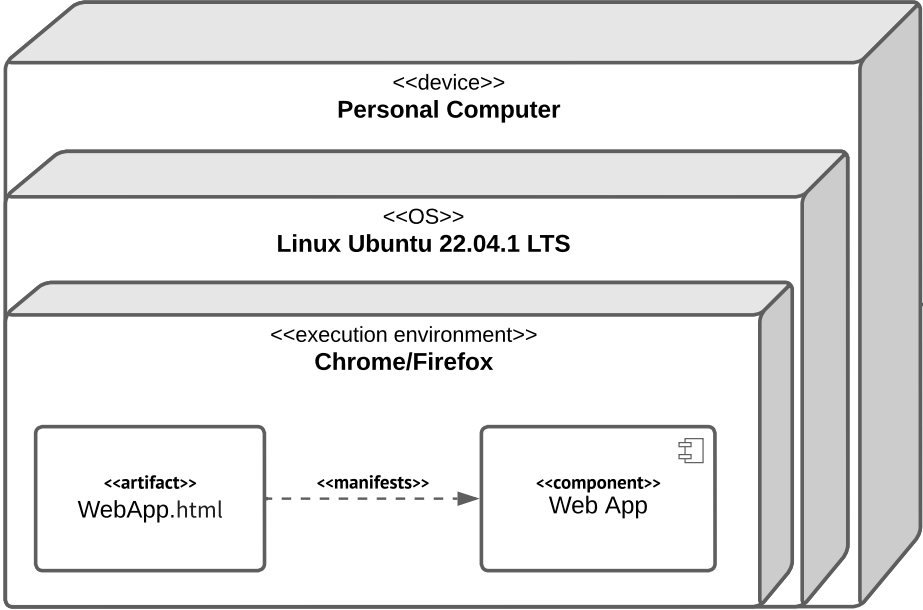 <<device>>
Personal Computer
<<OS>>
Linux Ubuntu 22.04.1 LTS
<<execution environment>>
Chrome/Firefox
<<artifact>>
WebApp.html
<<manifests>>
<<component>>
Web App